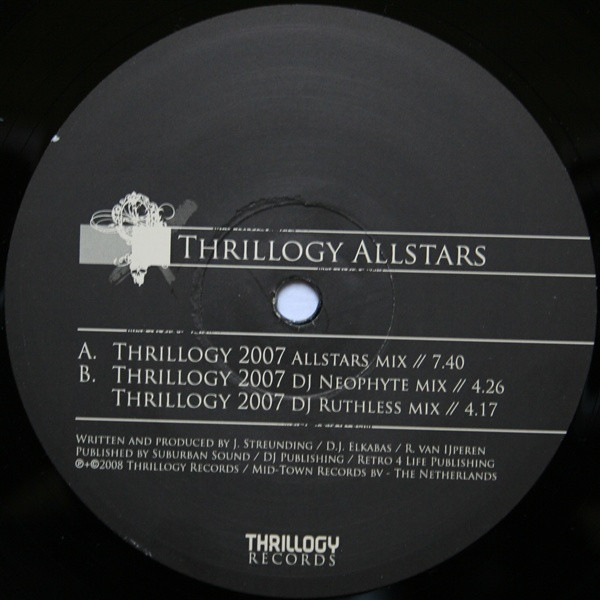 Thrillogy Allstars
A. Thrillogy 2007 Allstars mix // 7.40
B. Thrillogy 2007 DJ Neophyte mix // 4.26
Thrillogy 2007 DJ Ruthless mix // 4.17
Written and produced by J. Streunding / D.J. Elkabas / R. van IJperen
Published by Suburban Sound / DJ Publishing / Retro 4 Life Publishing
℗+©2008 Thrillogy Records / Mid-Town Records bv - The Netherlands
THRILLOGY
RECORDS